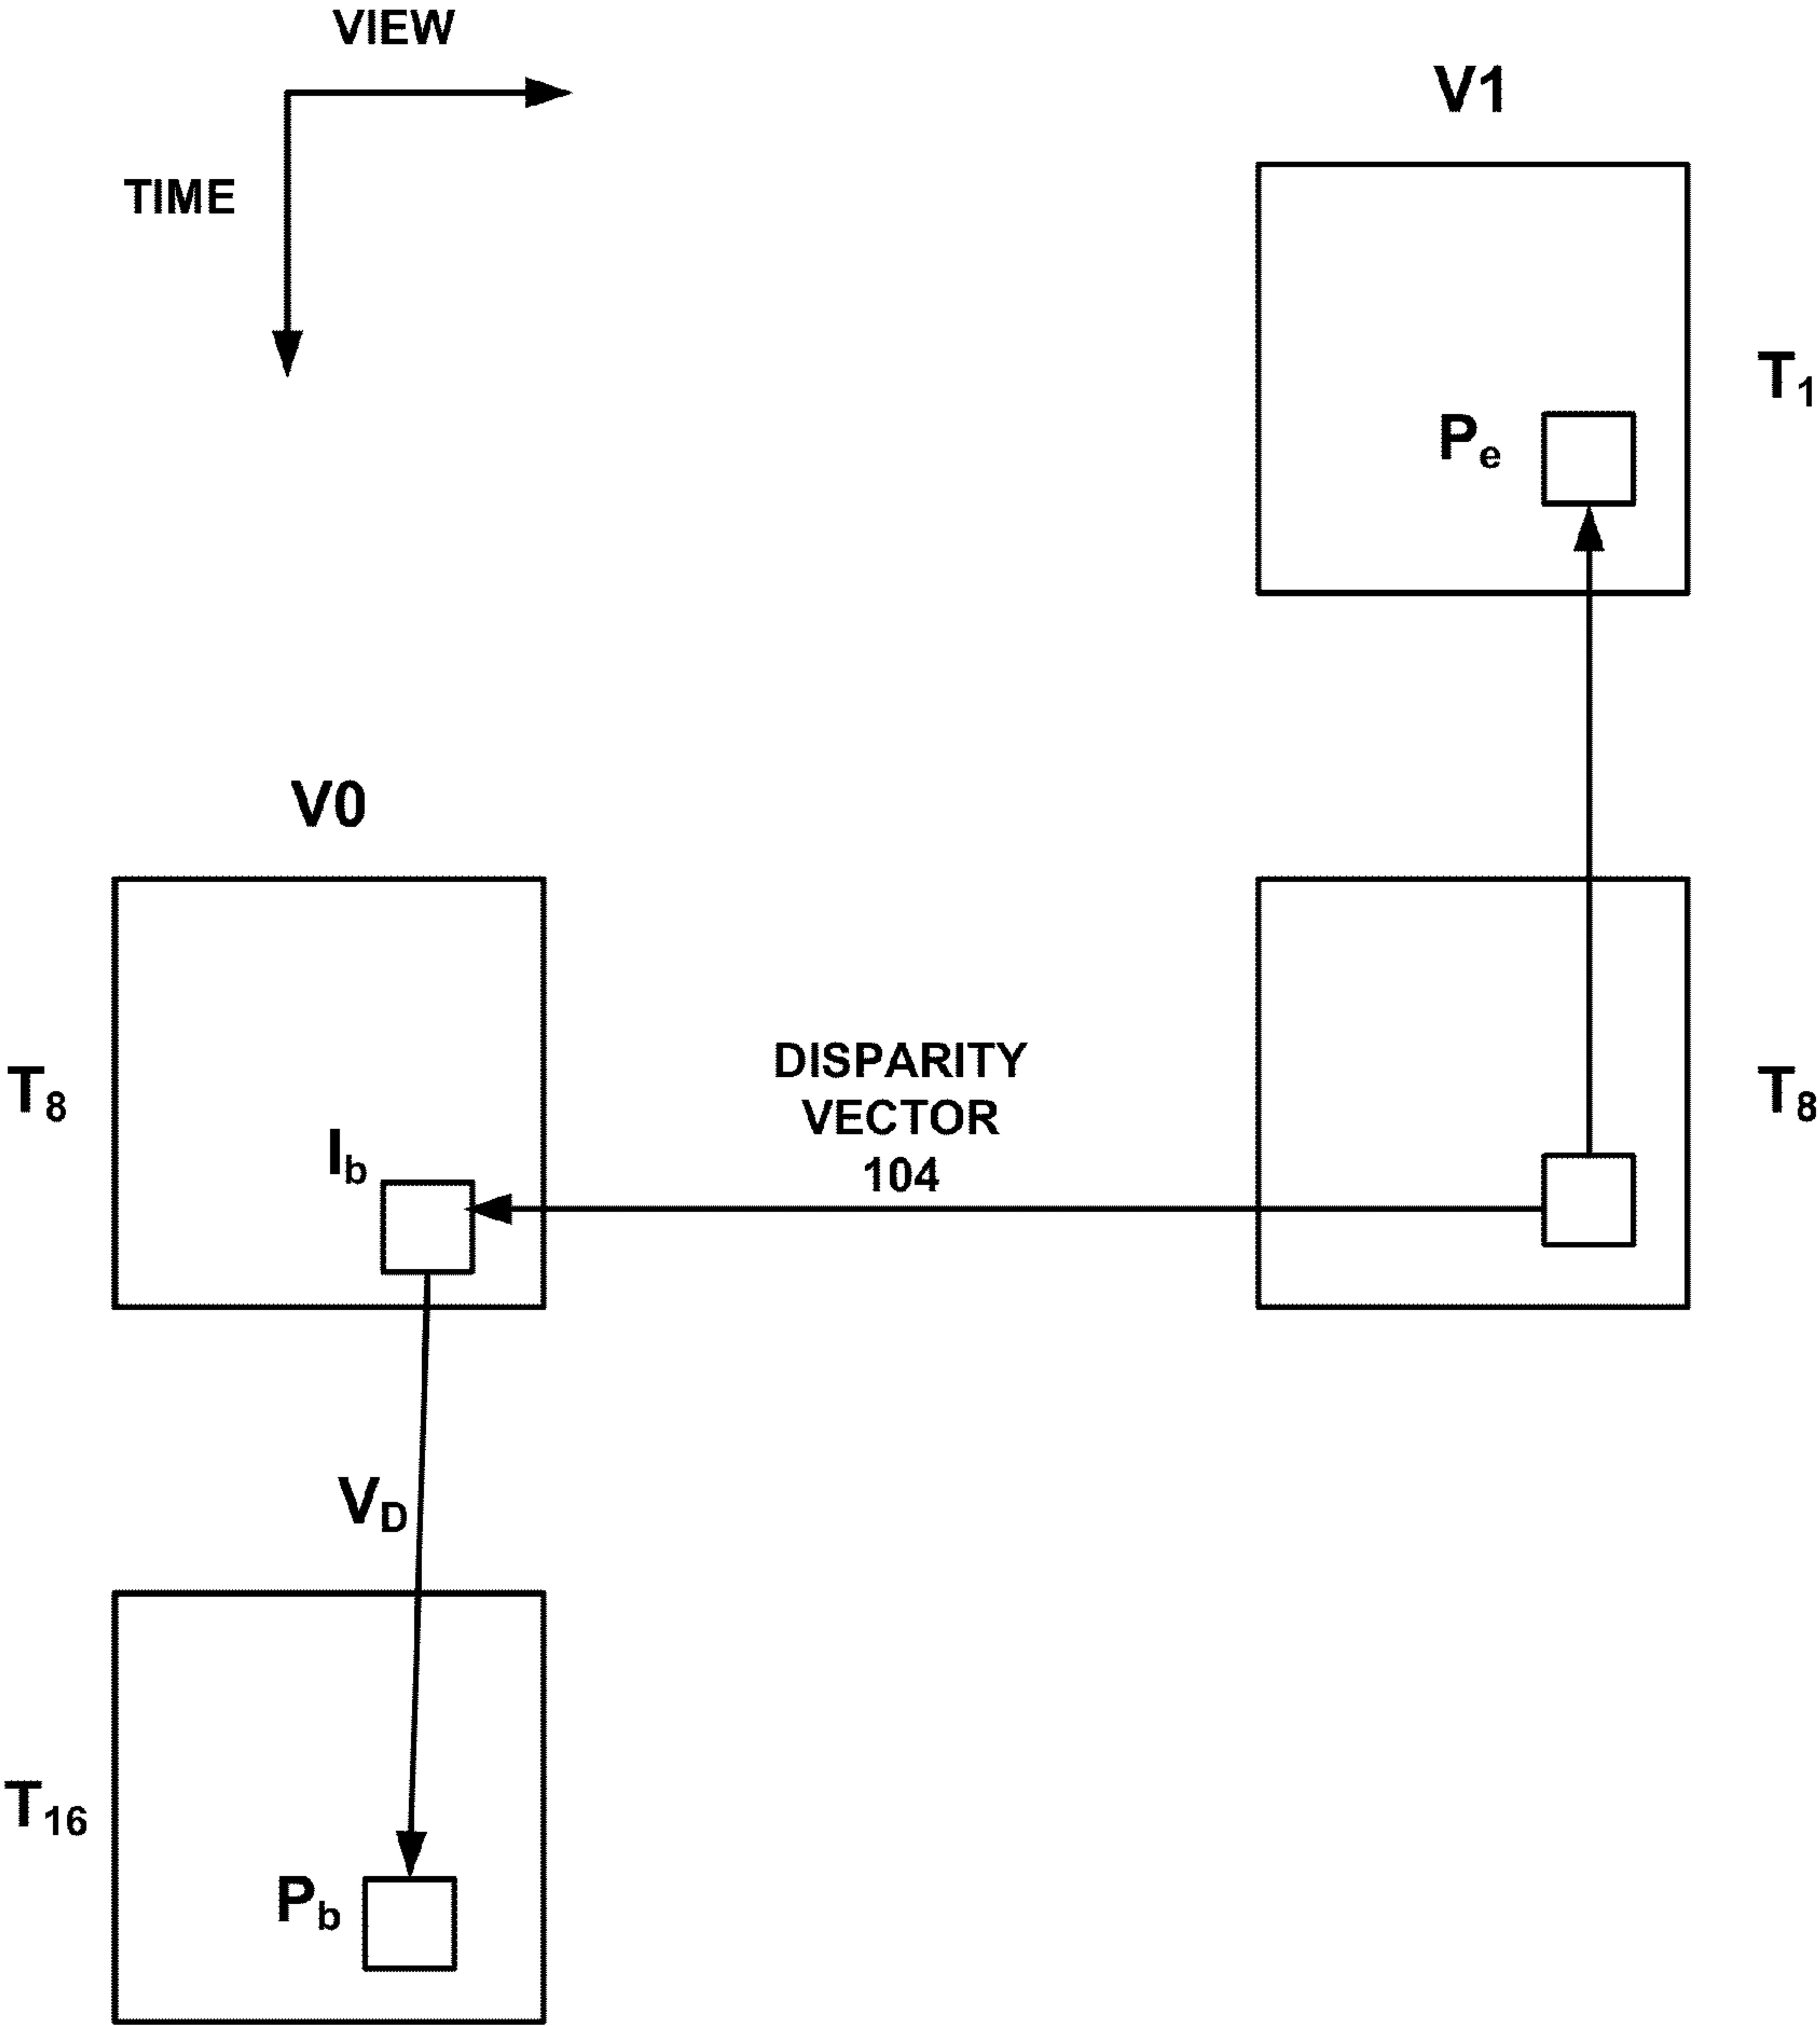 VIEW
V1
TIME
T1
Pe
V0
DISPARITY
T8
VECTOR
T8
Ib
104
VD
T16
Pb